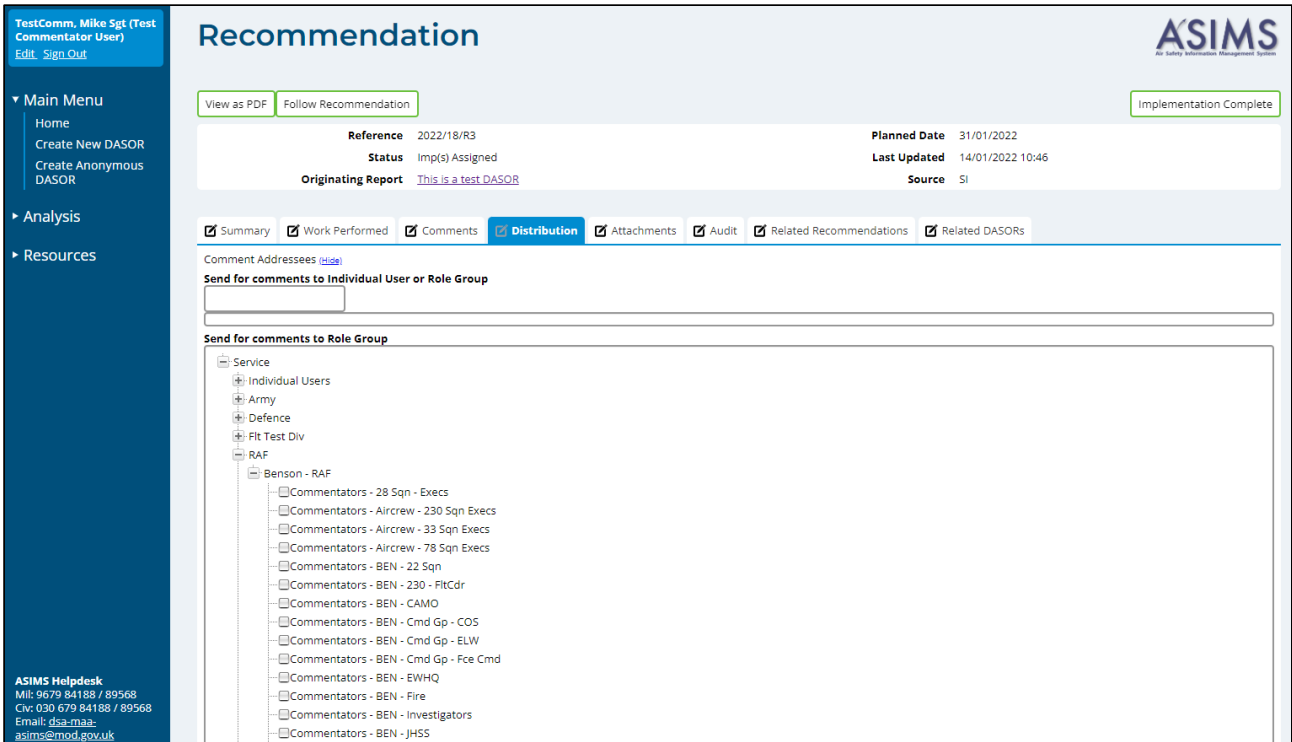 TestComm, Mike Sgt (Test
Commentator User)
Edit Sign Out
Main Menu
Home
Create New DASOR
Create Anonymous
DASOR
Analysis
Resources
ASIMS Helpdesk
Mil: 9679 84188 / 89568
Civ: 030 679 84188 / 89568
Email: dsa-maa-
asims@mod.gov.uk
Recommendation
ASIMS
Air Safety Information Management System
View as PDF Follow Recommendation Implementation Complete
Reference 2022/18/R3 Planned Date 31/01/2022
Status Imp(s) Assigned Last Updated 14/01/2022 10:46
Originating Report This is a test DASOR Source SI
Summary Work Performed Comments Distribution Attachments Audit Related Recommendations Related DASORs
Comment Addressees (Hide)
Send for comments to Individual User or Role Group
Send for comments to Role Group
Service
Individual Users
Army
Defence
Flt Test Div
RAF
Benson - RAF
Commentators - 28 Sqn - Execs
Commentators - Aircrew - 230 Sqn Execs
Commentators - Aircrew - 33 Sqn Execs
Commentators - Aircrew - 78 Sqn Execs
Commentators - BEN - 22 Sqn
Commentators - BEN - 230 - FltCdr
Commentators - BEN - CAMO
Commentators - BEN - Cmd Gp - COS
Commentators - BEN - Cmd Gp - ELW
Commentators - BEN - Cmd Gp - Fce Cmd
Commentators - BEN - EWHQ
Commentators - BEN - Fire
Commentators - BEN - Investigators
Commentators - BEN - JHSS